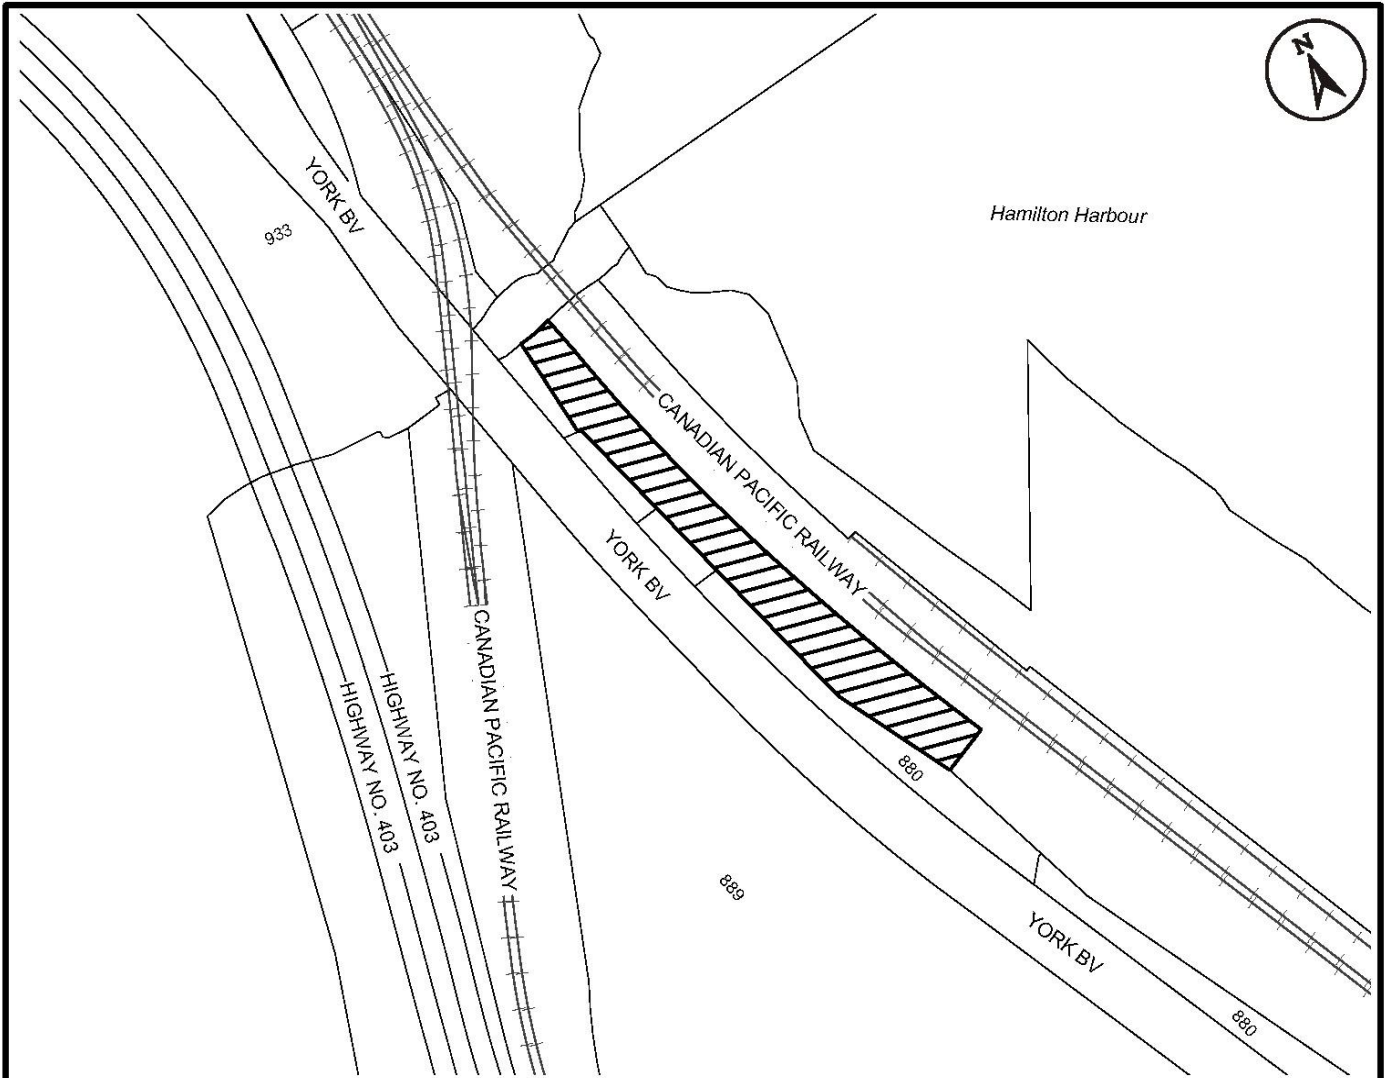 N
YORK BV
Hamilton Harbour
933
CANADIAN PACIFIC RAILWAY
YORK BV
CANADIAN PACIFIC RAILWAY
HIGHWAY NO. 403
HIGHWAY NO. 403
880
889
YORK BV
880